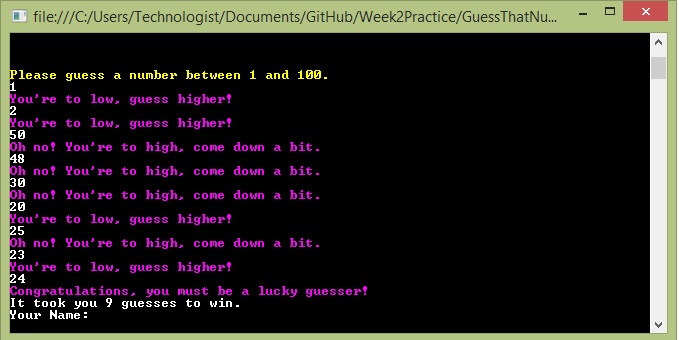 file:///C:/Users/Technologist/Documents/GitHub/Week2Practice/GuessThatNu...
Please guess a number between 1 and 100.
1
You're to low, guess higher!
2
You're to low, guess higher!
50
Oh no! You're to high, come down a bit.
48
Oh no! You're to high, come down a bit.
30
Oh no! You're to high, come down a bit.
20
You're to low, guess higher!
25
Oh no! You're to high, come down a bit.
23
You're to low, guess higher!
24
Congratulations, you must be a lucky guesser!
It took you 9 guesses to win.
Your Name: